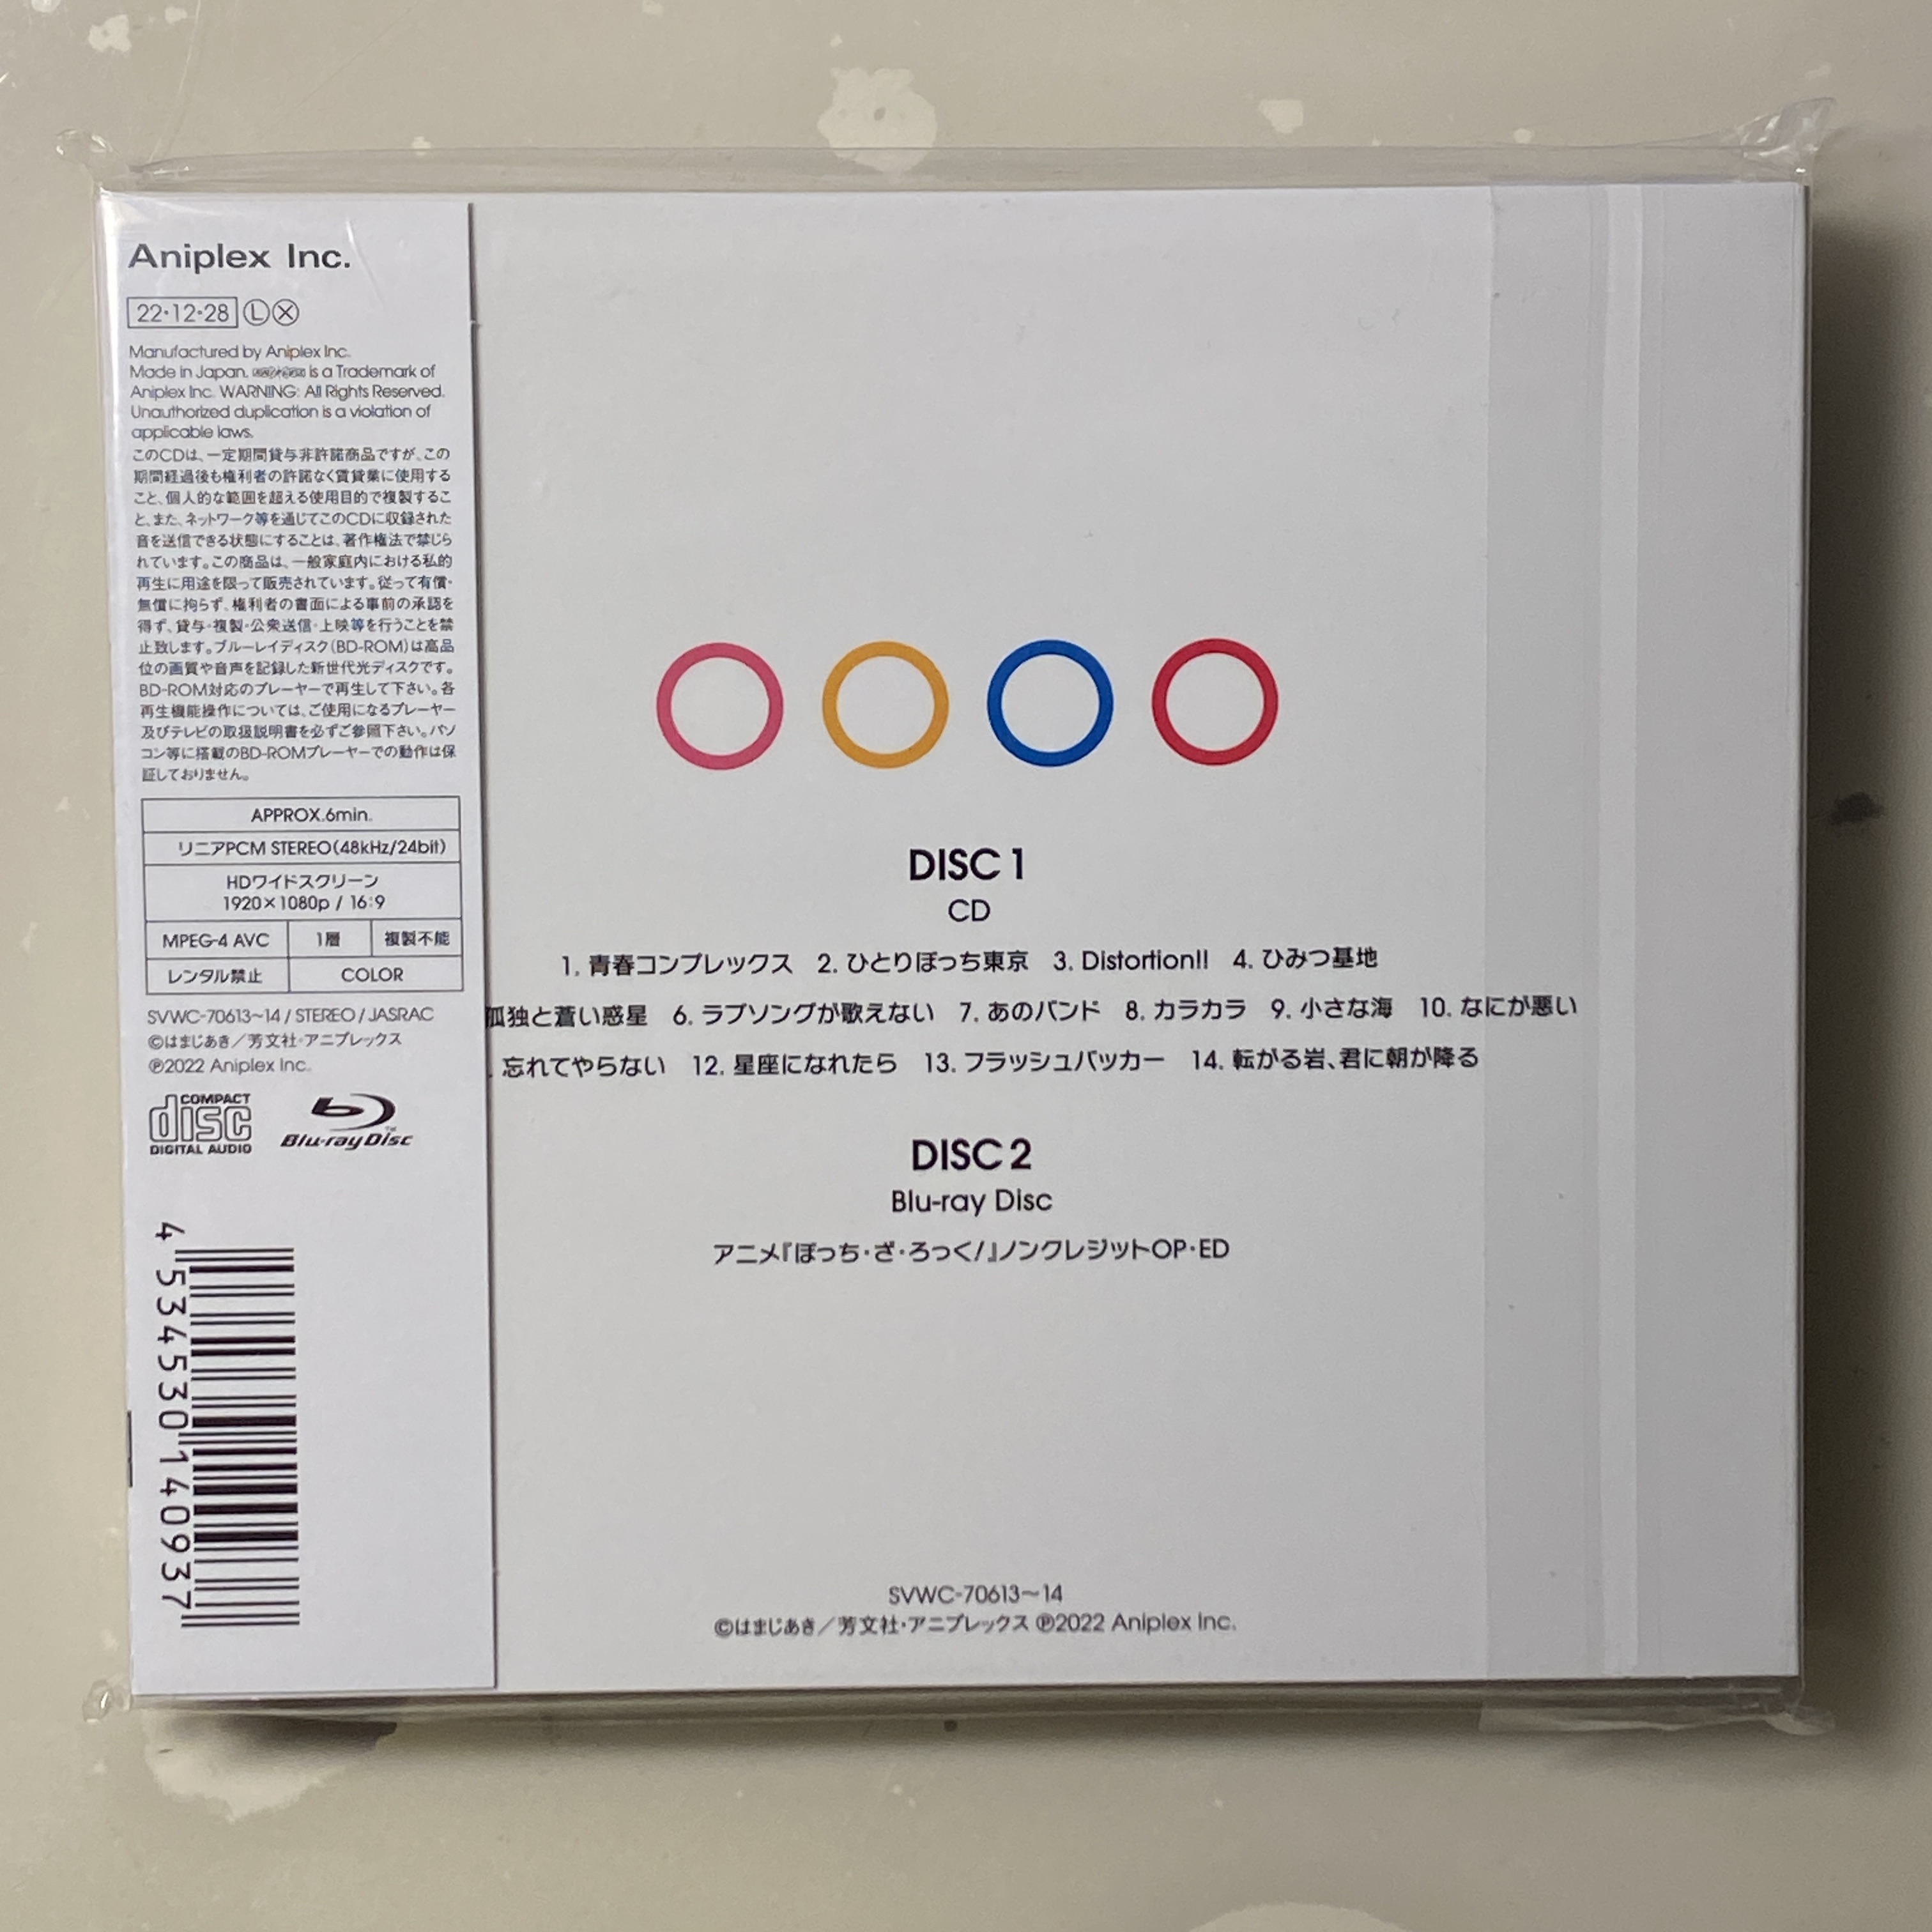 Aniplex Inc.
22・12・28 Ⓛ Ⓧ
Manufactured by Aniplex Inc.
Made in Japan. is a Trademark of
Aniplex Inc. WARNING: All Rights Reserved.
Unauthorized duplication is a violation of
applicable laws.
このCDは、一定期間貸与非許諾商品ですが、この
期間経過後も権利者の許諾なく賃貸業に使用する
こと、個人的な範囲を超える使用目的で複製するこ
と、また、ネットワーク等を通じてこのCDに収録された
音を送信できる状態にすることは、著作権法で禁じら
れています。この商品は、一般家庭内における私的
再生に用途を限って販売されています。従って有償・
無償に拘らず、権利者の書面による事前の承認を
得ず、貸与・複製・公衆送信・上映等を行うことを禁
止致します。ブルーレイディスク(BD-ROM)は高品
位の画質や音声を記録した新世代光ディスクです。
BD-ROM対応のプレーヤーで再生して下さい。各
再生機能操作については、ご使用になるプレーヤー
及びテレビの取扱説明書を必ずご参照下さい。パソ
コン等に搭載のBD-ROMプレーヤーでの動作は保
証しておりません。
APPROX.6min.
リニアPCM STEREO(48kHz/24bit)
HDワイドスクリーン
1920×1080p / 16:9
MPEG-4 AVC 1層 複製不能
レンタル禁止 COLOR
SVWC-70613~14 / STEREO / JASRAC
©はまじあき／芳文社・アニプレックス
℗2022 Aniplex Inc.
COMPACT disc DIGITAL AUDIO
Blu-ray Disc™
4 534530 140937
DISC 1
CD
1. 青春コンプレックス 2. ひとりぼっち東京 3. Distortion!! 4. ひみつ基地
孤独と蒼い惑星 6. ラブソングが歌えない 7. あのバンド 8. カラカラ 9. 小さな海 10. なにが悪い
. 忘れてやらない 12. 星座になれたら 13. フラッシュバッカー 14. 転がる岩、君に朝が降る
DISC 2
Blu-ray Disc
アニメ『ぼっち・ざ・ろっく!』ノンクレジットOP・ED
SVWC-70613〜14
©はまじあき／芳文社・アニプレックス ℗2022 Aniplex Inc.